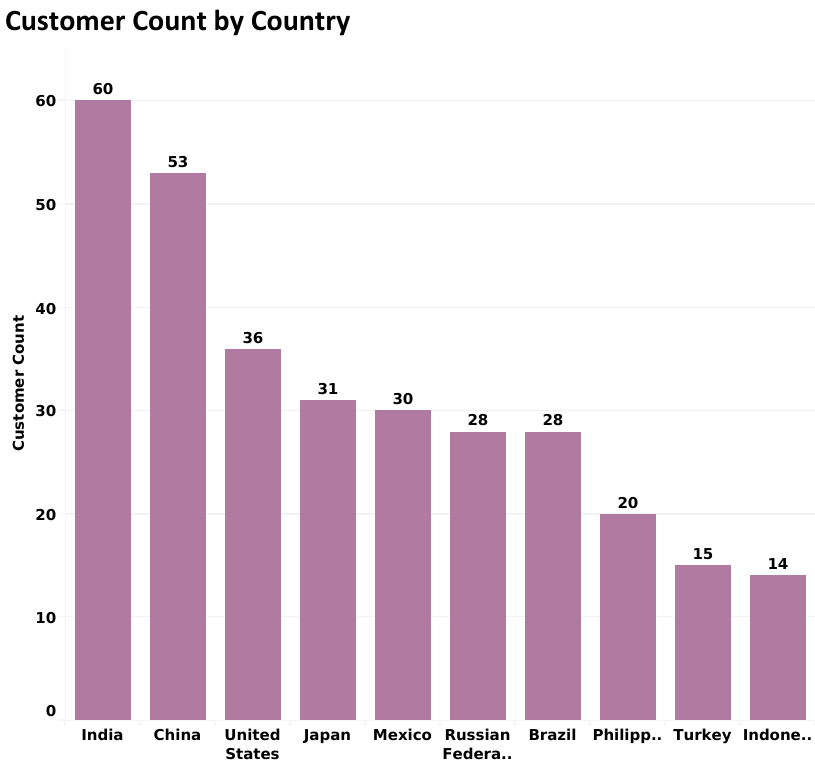 Customer Count by Country
60
53
36
31
30
28
28
20
15
14
60
50
40
30
20
10
0
Customer Count
India
China
United
States
Japan
Mexico
Russian
Federa..
Brazil
Philipp..
Turkey
Indone..